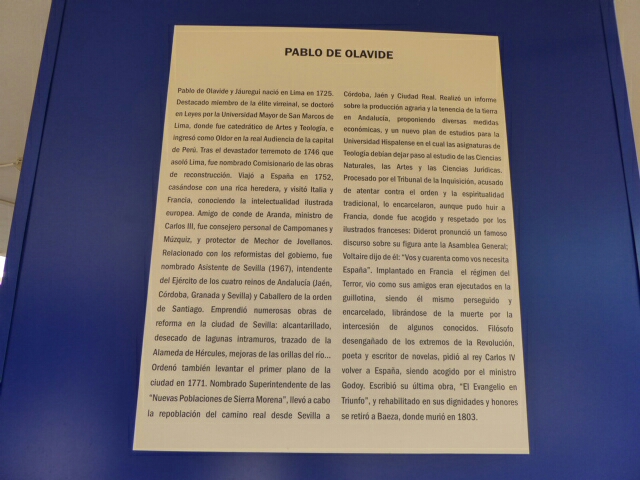 PABLO DE OLAVIDE
Pablo de Olavide y Jáuregui nació en Lima en 1725.
Destacado miembro de la élite virreinal, se doctoró
en Leyes por la Universidad Mayor de San Marcos de
Lima, donde fue catedrático de Artes y Teología, e
ingresó como Oidor en la real Audiencia de la capital
de Perú. Tras el devastador terremoto de 1746 que
asoló Lima, fue nombrado Comisionario de las obras
de reconstrucción. Viajó a España en 1752,
casándose con una rica heredera, y visitó Italia y
Francia, conociendo la intelectualidad ilustrada
europea. Amigo de conde de Aranda, ministro de
Carlos III, fue consejero personal de Campomanes y
Múzquiz, y protector de Mechor de Jovellanos.
Relacionado con los reformistas del gobierno, fue
nombrado Asistente de Sevilla (1967), intendente
del Ejército de los cuatro reinos de Andalucía (Jaén,
Córdoba, Granada y Sevilla) y Caballero de la orden
de Santiago. Emprendió numerosas obras de
reforma en la ciudad de Sevilla: alcantarillado,
desecado de lagunas intramuros, trazado de la
Alameda de Hércules, mejoras de las orillas del río...
Ordenó también levantar el primer plano de la
ciudad en 1771. Nombrado Superintendente de las
"Nuevas Poblaciones de Sierra Morena", llevó a cabo
la repoblación del camino real desde Sevilla a
Córdoba, Jaén y Ciudad Real. Realizó un informe
sobre la producción agraria y la tenencia de la tierra
en Andalucía, proponiendo diversas medidas
económicas, y un nuevo plan de estudios para la
Universidad Hispalense en el cual las asignaturas de
Teología debían dejar paso al estudio de las Ciencias
Naturales, las Artes y las Ciencias Jurídicas.
Procesado por el Tribunal de la Inquisición, acusado
de atentar contra el orden y la espiritualidad
tradicional, lo encarcelaron, aunque pudo huir a
Francia, donde fue acogido y respetado por los
ilustrados franceses: Diderot pronunció un famoso
discurso sobre su figura ante la Asamblea General;
Voltaire dijo de él: "Vos y cuarenta como vos necesita
España". Implantado en Francia el régimen del
Terror, vio como sus amigos eran ejecutados en la
guillotina, siendo él mismo perseguido y
encarcelado, librándose de la muerte por la
intercesión de algunos conocidos. Filósofo
desengañado de los extremos de la Revolución,
poeta y escritor de novelas, pidió al rey Carlos IV
volver a España, siendo acogido por el ministro
Godoy. Escribió su última obra, "El Evangelio en
Triunfo", y rehabilitado en sus dignidades y honores
se retiró a Baeza, donde murió en 1803.